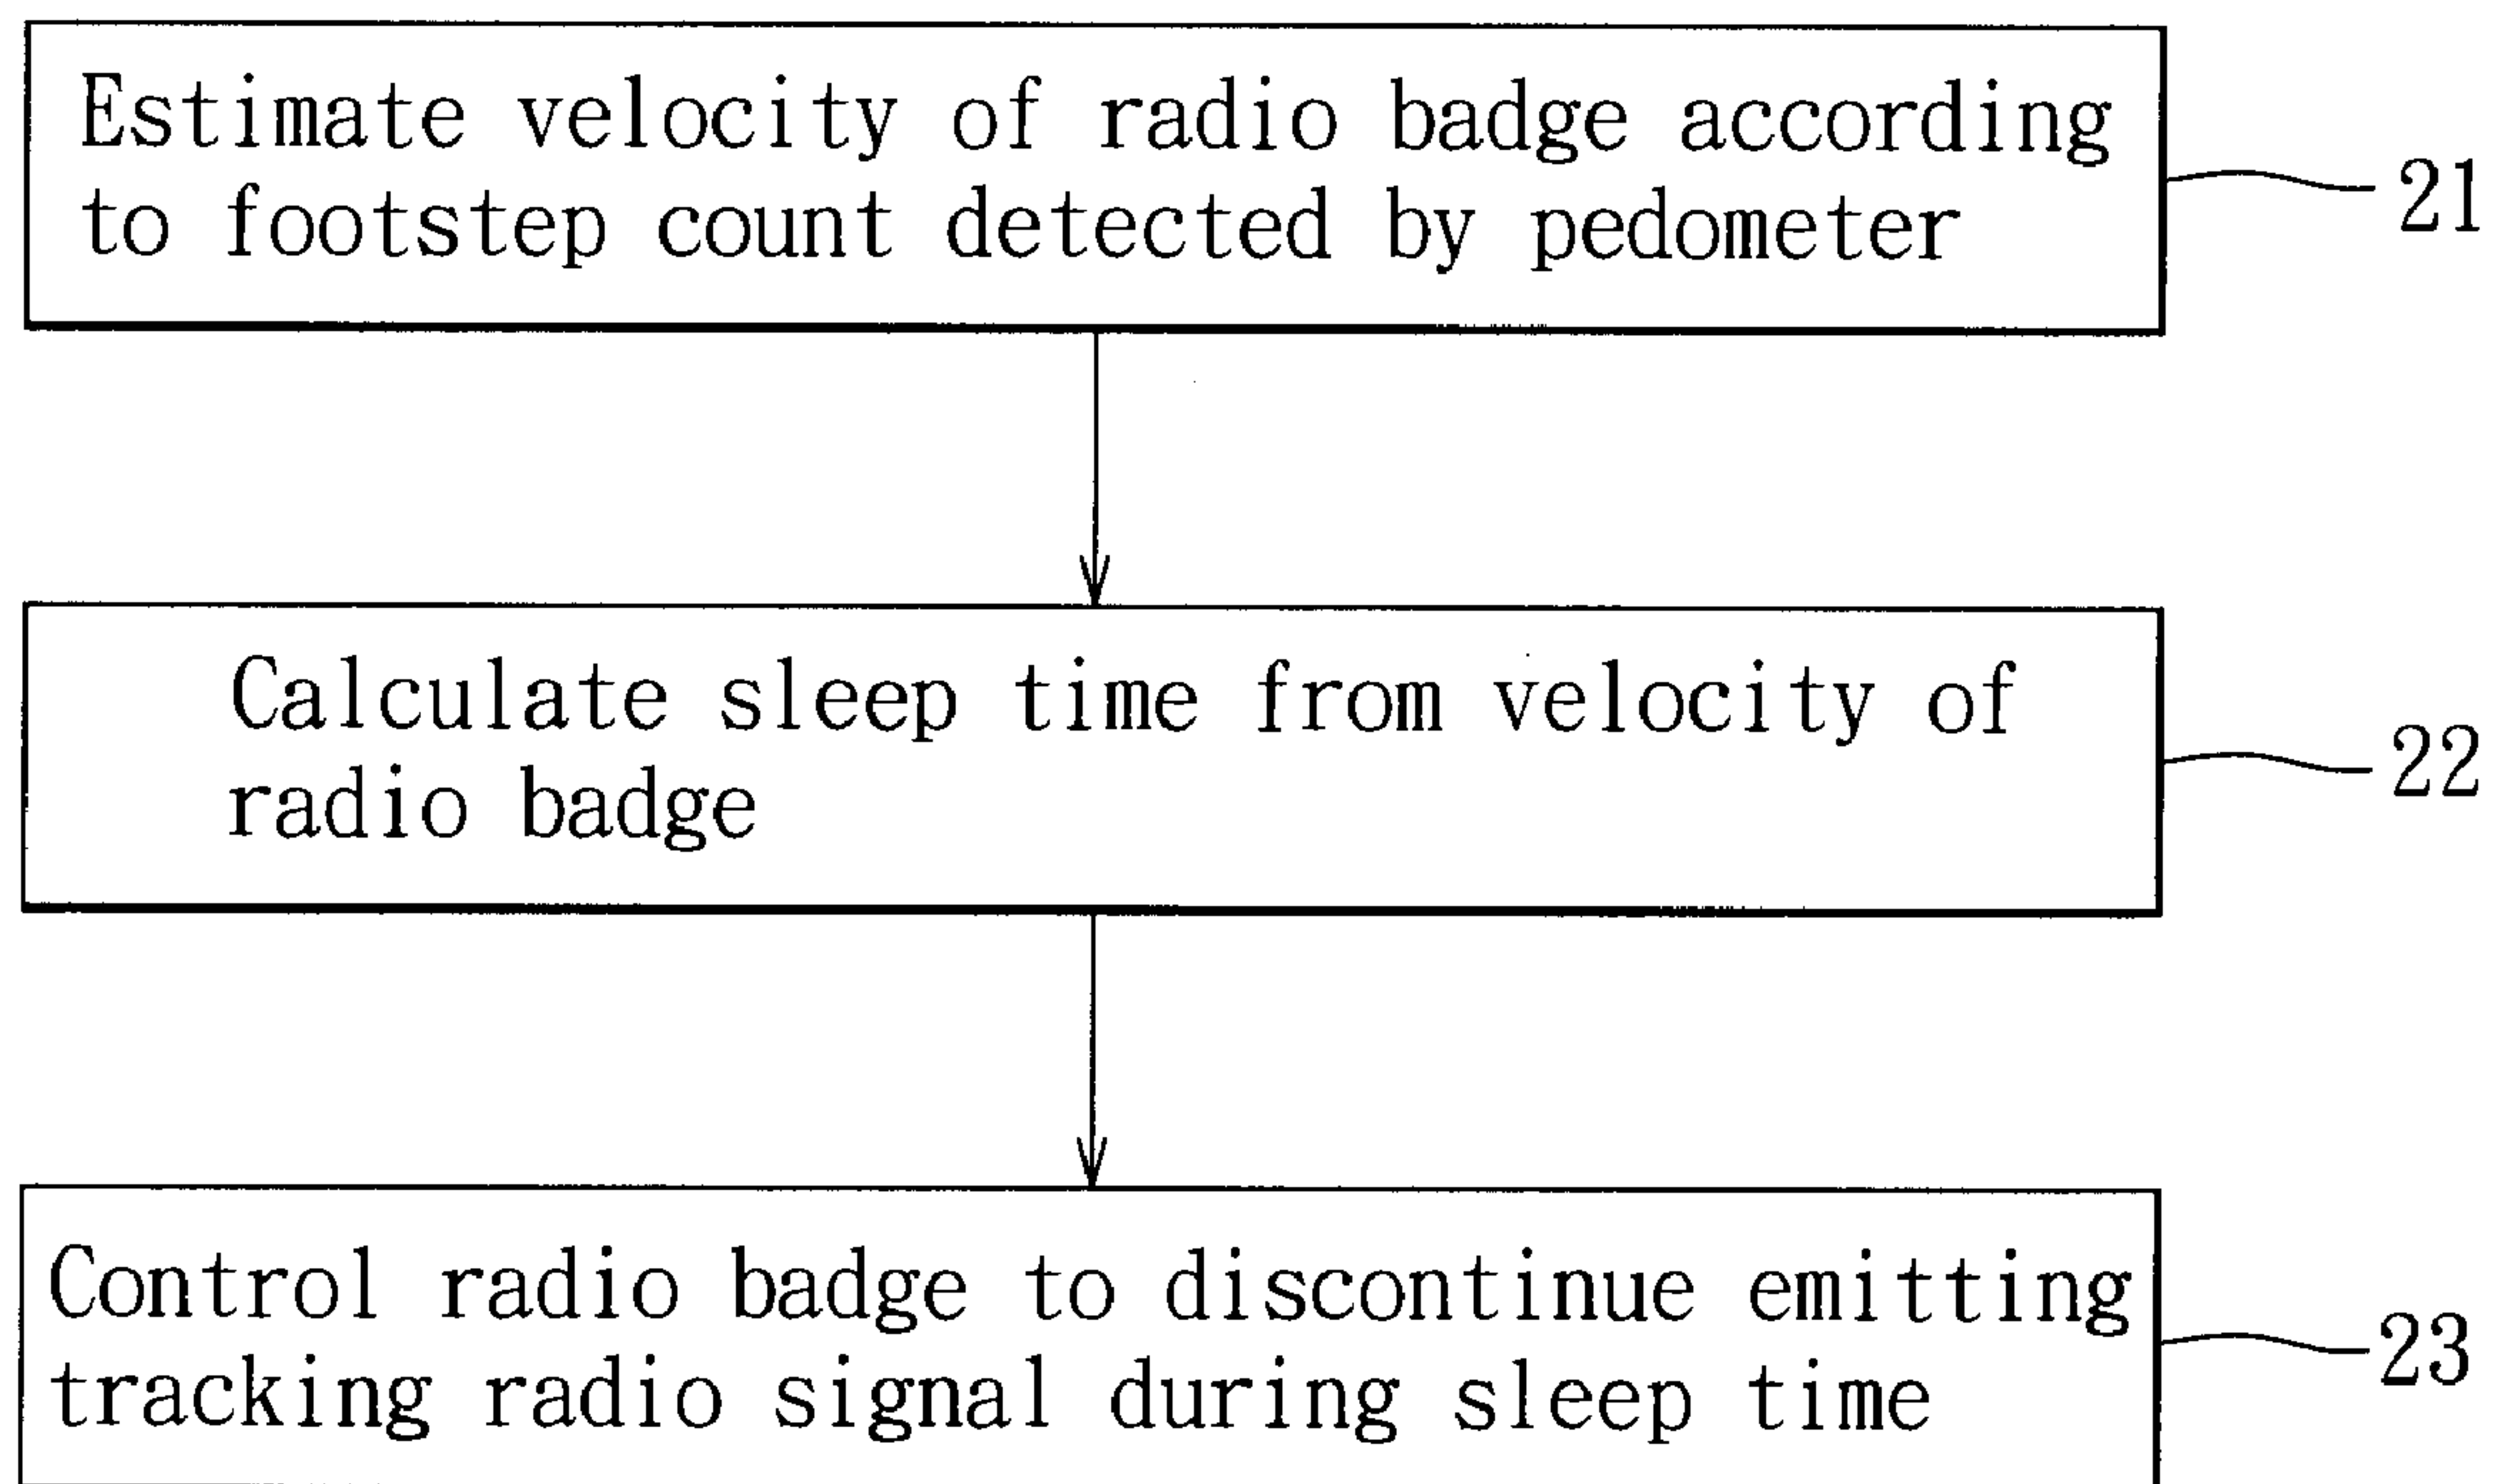 Estimate velocity of radio badge according
to footstep count detected by pedometer
21
Calculate sleep time from velocity of
radio badge
22
Control radio badge to discontinue emitting
tracking radio signal during sleep time
23